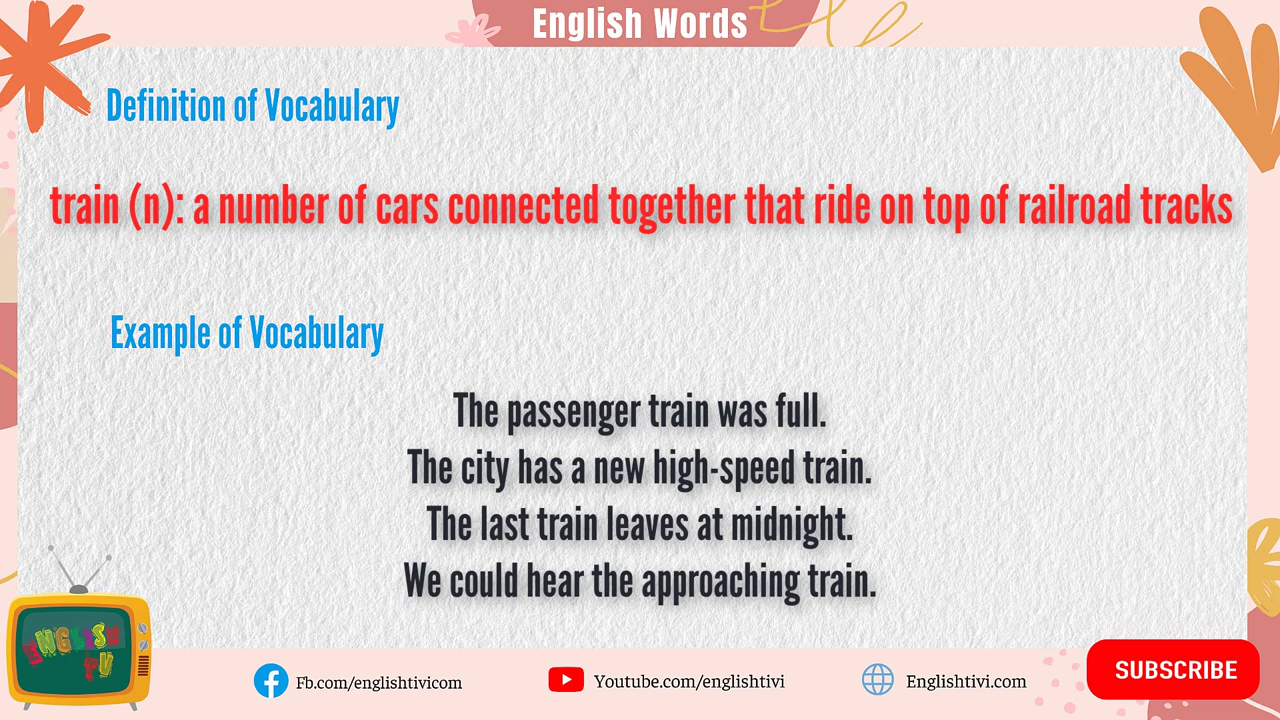 English Words
Definition of Vocabulary
train (n): a number of cars connected together that ride on top of railroad tracks
Example of Vocabulary
The passenger train was full.
The city has a new high-speed train.
The last train leaves at midnight.
We could hear the approaching train.
ENGLISH
TV
Fb.com/englishtivicom
Youtube.com/englishtivi
Englishtivi.com
SUBSCRIBE